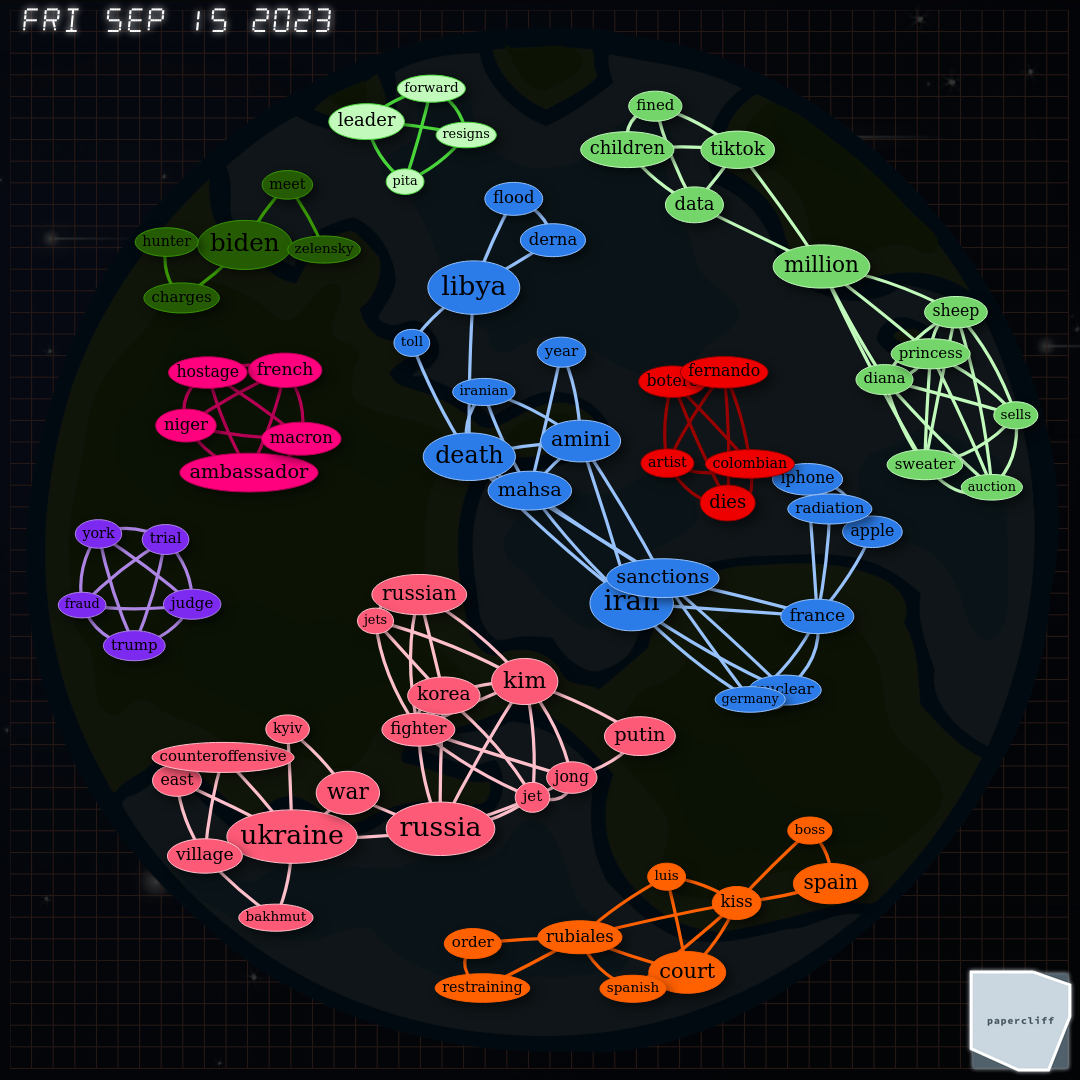 FRI SEP 15 2023
forward
leader
resigns
pita
fined
children
tiktok
data
million
sheep
princess
diana
sells
sweater
auction
meet
hunter
biden
zelensky
charges
flood
derna
libya
toll
year
iranian
amini
death
mahsa
sanctions
iran
iphone
radiation
apple
france
nuclear
germany
fernando
boter
artist
colombian
dies
hostage
french
niger
macron
ambassador
york
trial
fraud
judge
trump
russian
jets
kim
korea
fighter
putin
jong
jet
kyiv
counteroffensive
east
war
ukraine
russia
village
bakhmut
boss
luis
spain
kiss
order
rubiales
court
restraining
spanish
papercliff